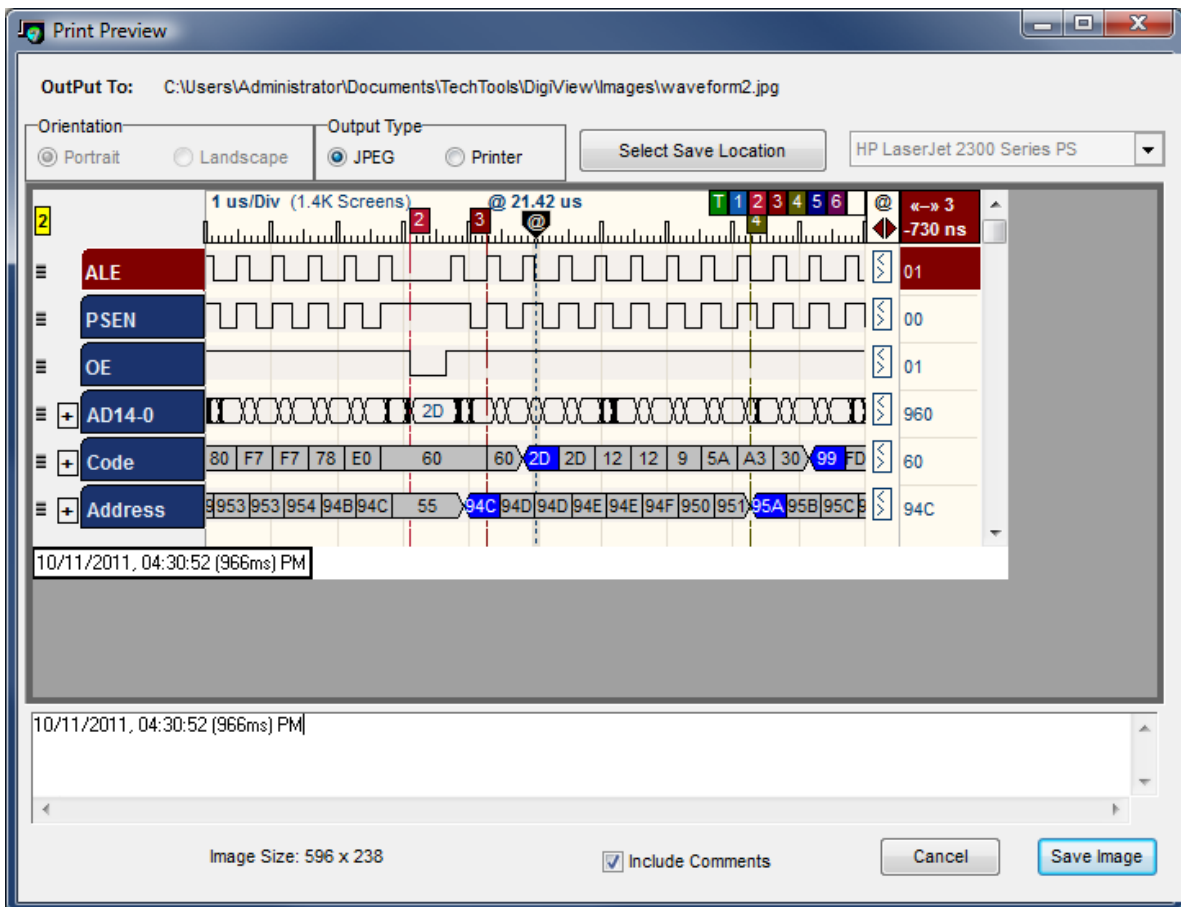 Print Preview
OutPut To: C:\Users\Administrator\Documents\TechTools\DigiView\Images\waveform2.jpg
Orientation
Portrait Landscape
Output Type
JPEG Printer
Select Save Location
HP LaserJet 2300 Series PS
2
1 us/Div (1.4K Screens) @ 21.42 us T 1 2 3 4 5 6 @ «–» 3
2 3 @ 4 -730 ns
ALE 01
PSEN 00
OE 01
AD14-0 2D 960
Code 80 F7 F7 78 E0 60 60 2D 2D 12 12 9 5A A3 30 99 FD 60
Address 9 953 953 954 94B 94C 55 94C 94D 94D 94E 94E 94F 950 951 95A 95B 95C 9 94C
10/11/2011, 04:30:52 (966ms) PM
10/11/2011, 04:30:52 (966ms) PM
Image Size: 596 x 238
Include Comments
Cancel
Save Image